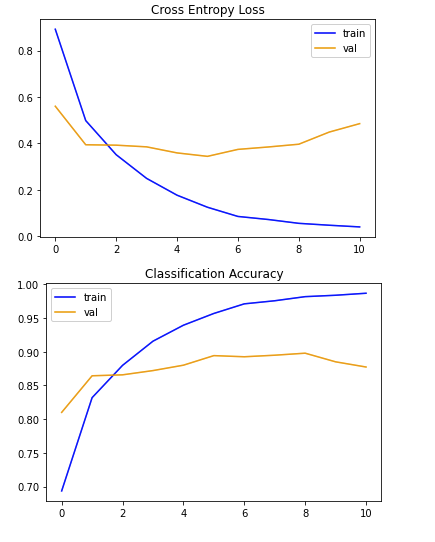 Cross Entropy Loss
train
val
0.8
0.6
0.4
0.2
0.0
0 2 4 6 8 10
Classification Accuracy
1.00
train
val
0.95
0.90
0.85
0.80
0.75
0.70
0 2 4 6 8 10